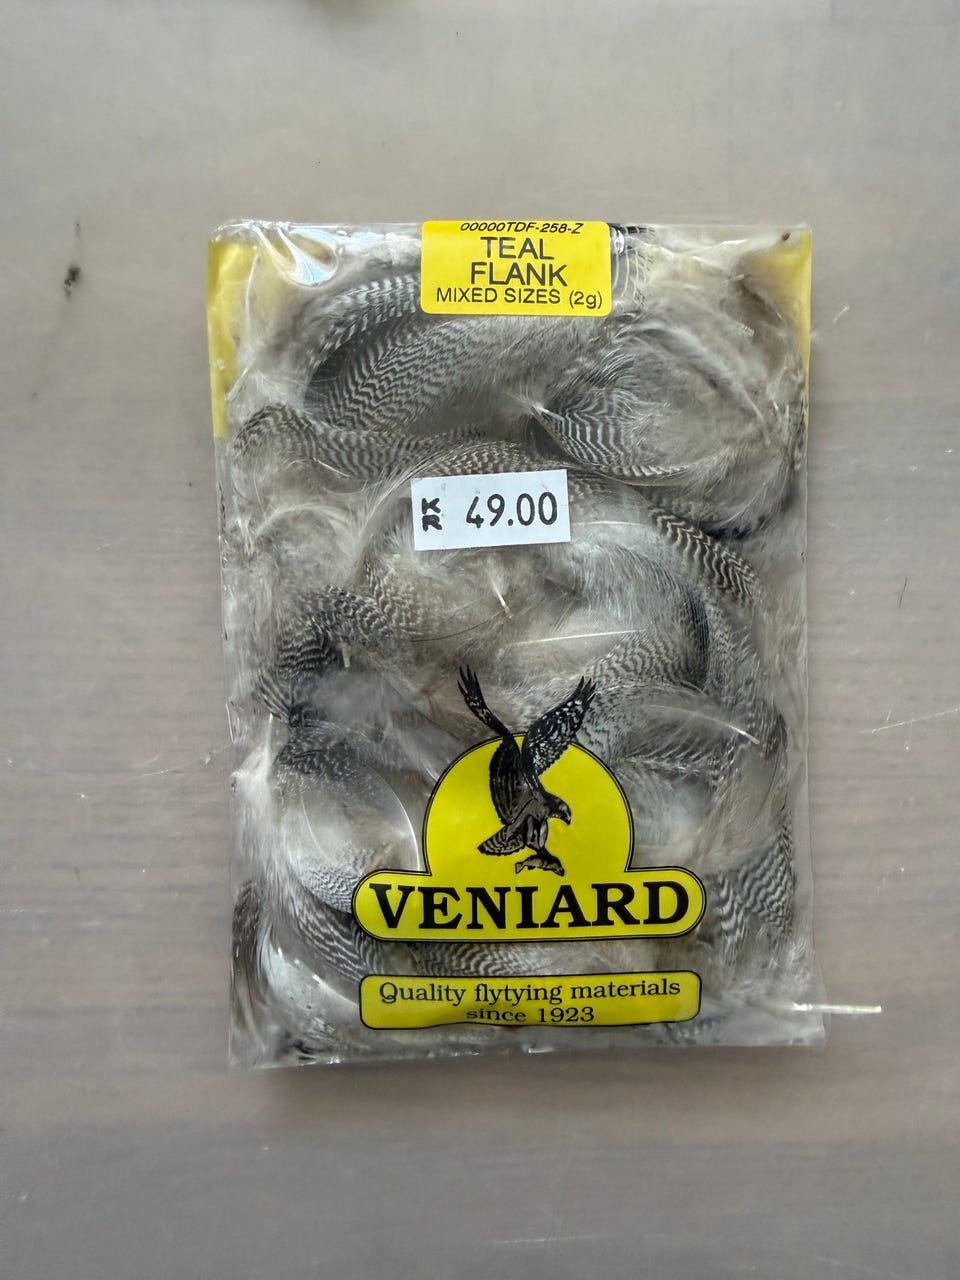 00000TDF-258-Z
TEAL
FLANK
MIXED SIZES (2g)
KR 49.00
VENIARD
Quality flytying materials
since 1923